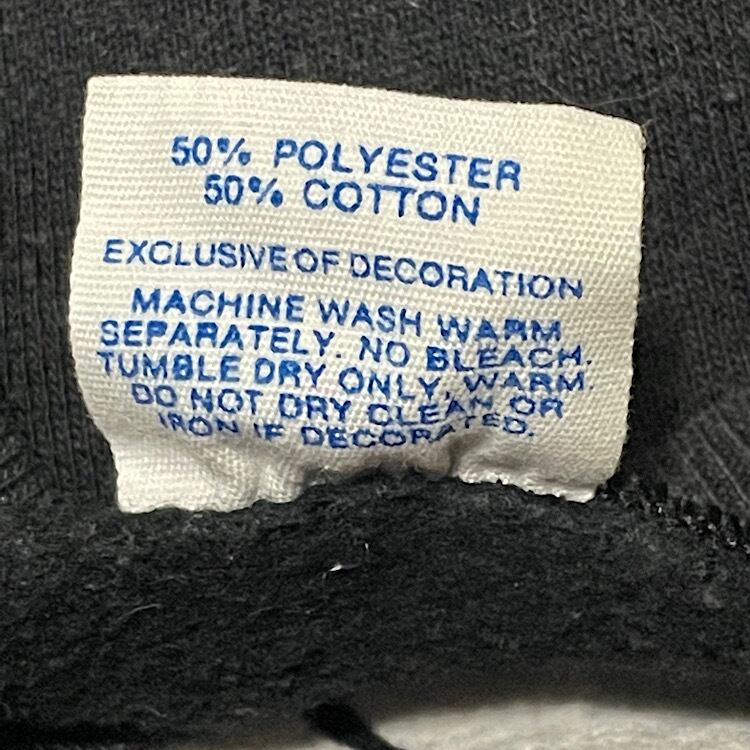 50% POLYESTER
50% COTTON
EXCLUSIVE OF DECORATION
MACHINE WASH WARM
SEPARATELY. NO BLEACH.
TUMBLE DRY ONLY, WARM.
DO NOT DRY CLEAN OR
IRON IF DECORATED.